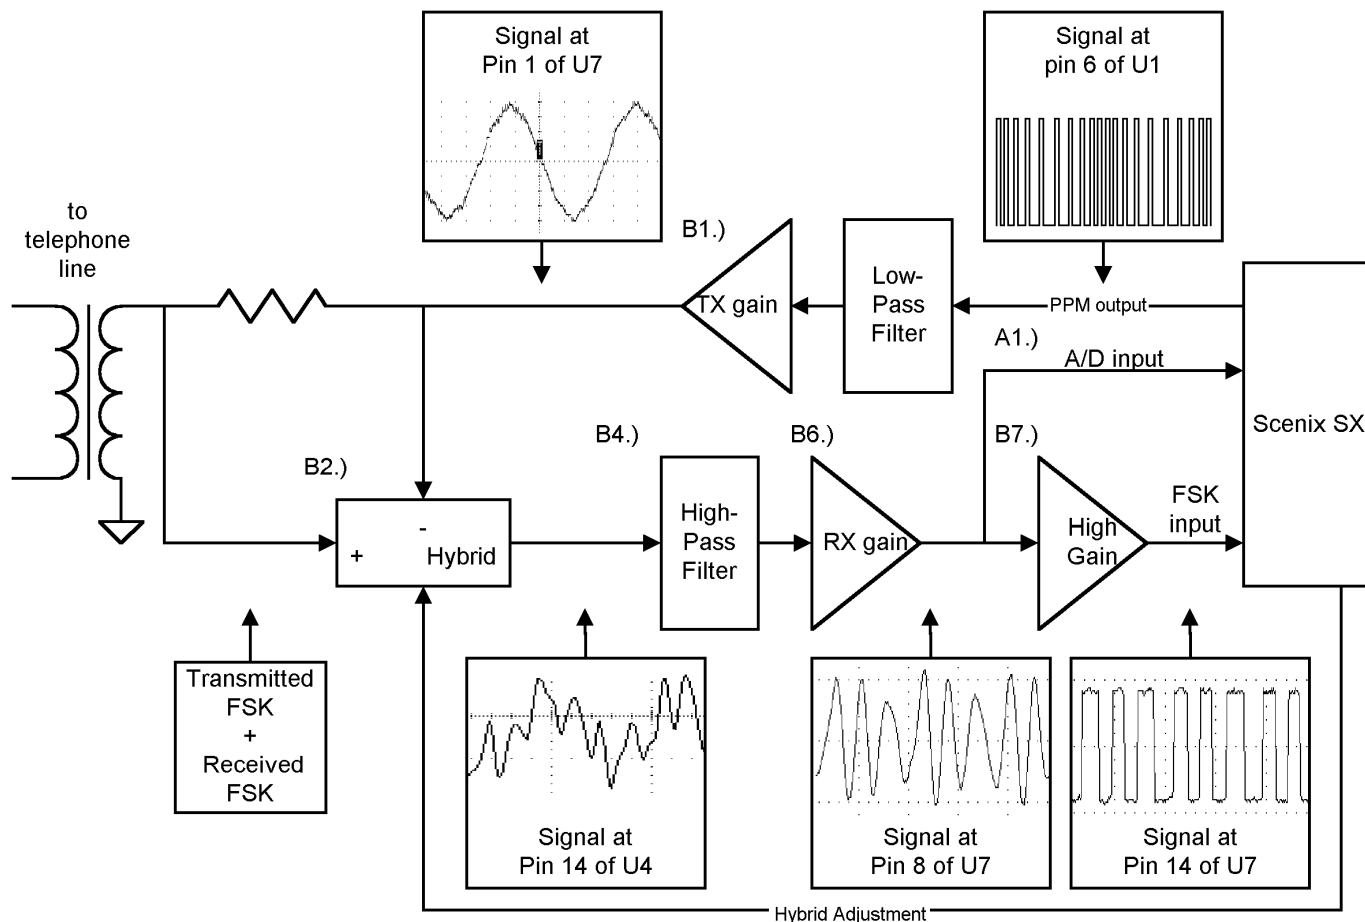 Signal at
Pin 1 of U7
Signal at
pin 6 of U1
to
telephone
line
B1.)
TX gain
Low-
Pass
Filter
PPM output
A1.)
A/D input
Scenix SX
B2.)
-
+
Hybrid
B4.)
High-
Pass
Filter
B6.)
RX gain
B7.)
High
Gain
FSK
input
Transmitted
FSK
+
Received
FSK
Signal at
Pin 14 of U4
Signal at
Pin 8 of U7
Signal at
Pin 14 of U7
Hybrid Adjustment